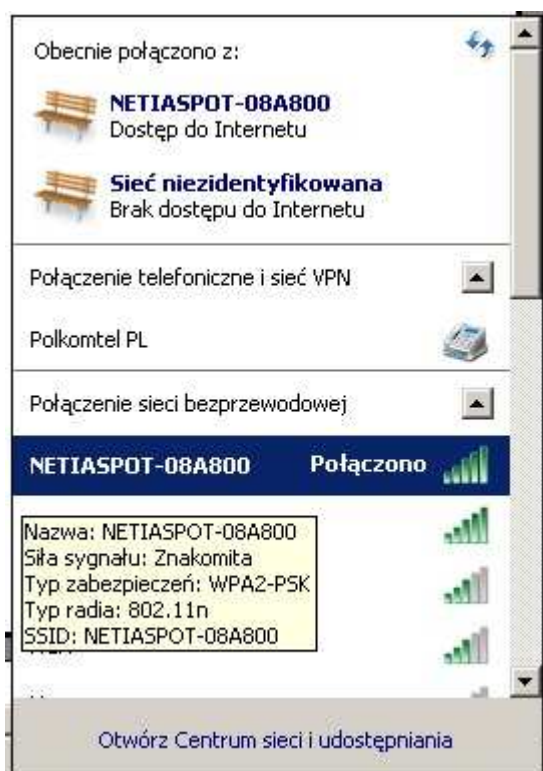 Obecnie połączono z:
NETIASPOT-08A800
Dostęp do Internetu
Sieć niezidentyfikowana
Brak dostępu do Internetu
Połączenie telefoniczne i sieć VPN
Polkomtel PL
Połączenie sieci bezprzewodowej
NETIASPOT-08A800 Połączono
Nazwa: NETIASPOT-08A800
Siła sygnału: Znakomita
Typ zabezpieczeń: WPA2-PSK
Typ radia: 802.11n
SSID: NETIASPOT-08A800
Otwórz Centrum sieci i udostępniania